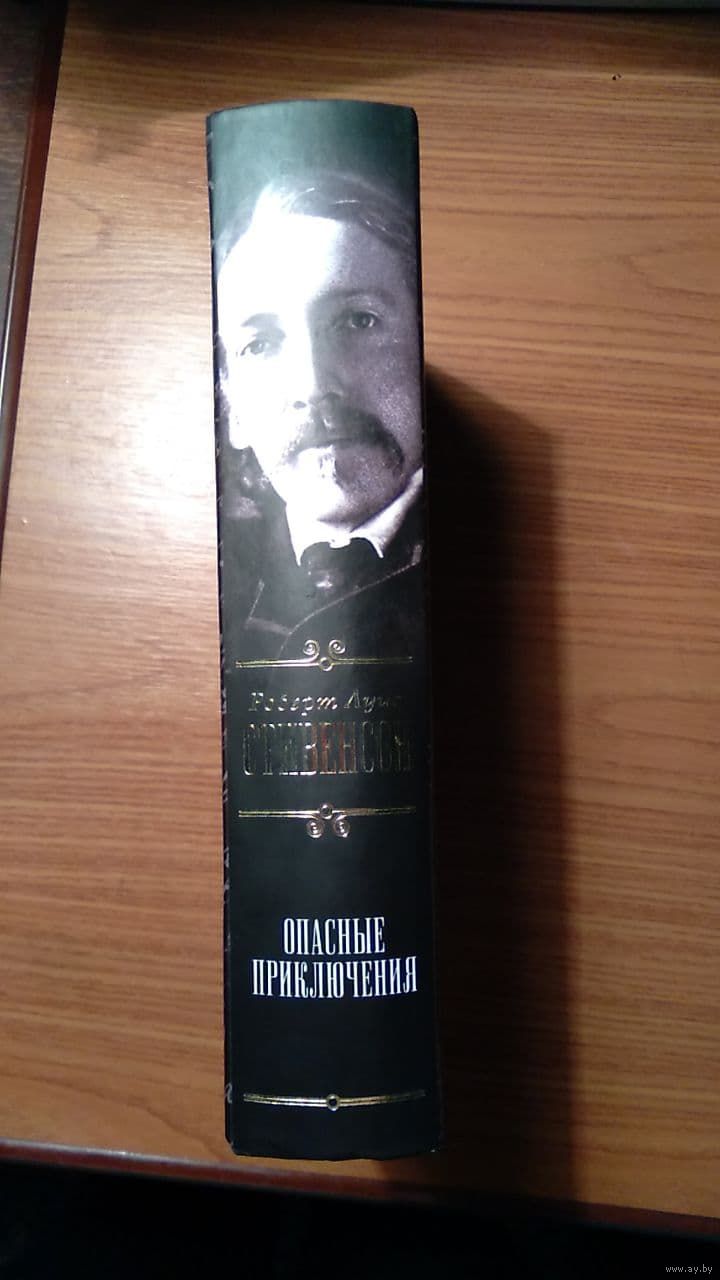 Роберт Луис
СТИВЕНСОН
ОПАСНЫЕ
ПРИКЛЮЧЕНИЯ
www.ay.by